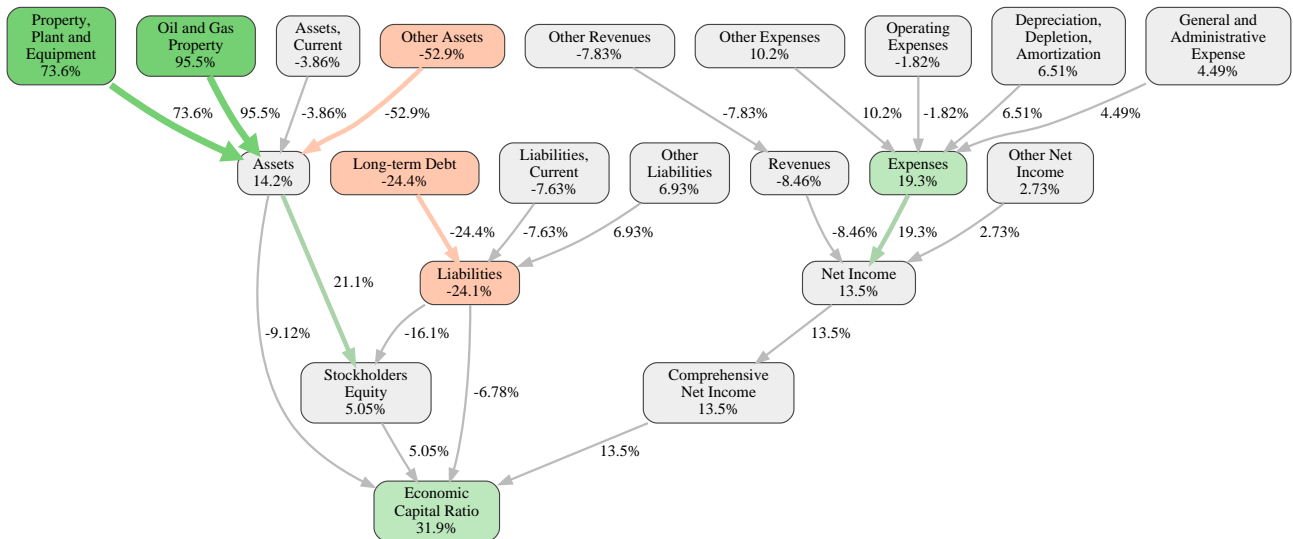 Property,
Plant and
Equipment
73.6%
Oil and Gas
Property
95.5%
Assets,
Current
-3.86%
Other Assets
-52.9%
Other Revenues
-7.83%
Other Expenses
10.2%
Operating
Expenses
-1.82%
Depreciation,
Depletion,
Amortization
6.51%
General and
Administrative
Expense
4.49%
73.6%
95.5%
-3.86%
-52.9%
-7.83%
10.2%
-1.82%
6.51%
4.49%
Assets
14.2%
Long-term Debt
-24.4%
Liabilities,
Current
-7.63%
Other
Liabilities
6.93%
Revenues
-8.46%
Expenses
19.3%
Other Net
Income
2.73%
-24.4%
-7.63%
6.93%
-8.46%
19.3%
2.73%
21.1%
Liabilities
-24.1%
Net Income
13.5%
-9.12%
-16.1%
13.5%
Stockholders
Equity
5.05%
-6.78%
Comprehensive
Net Income
13.5%
5.05%
13.5%
Economic
Capital Ratio
31.9%